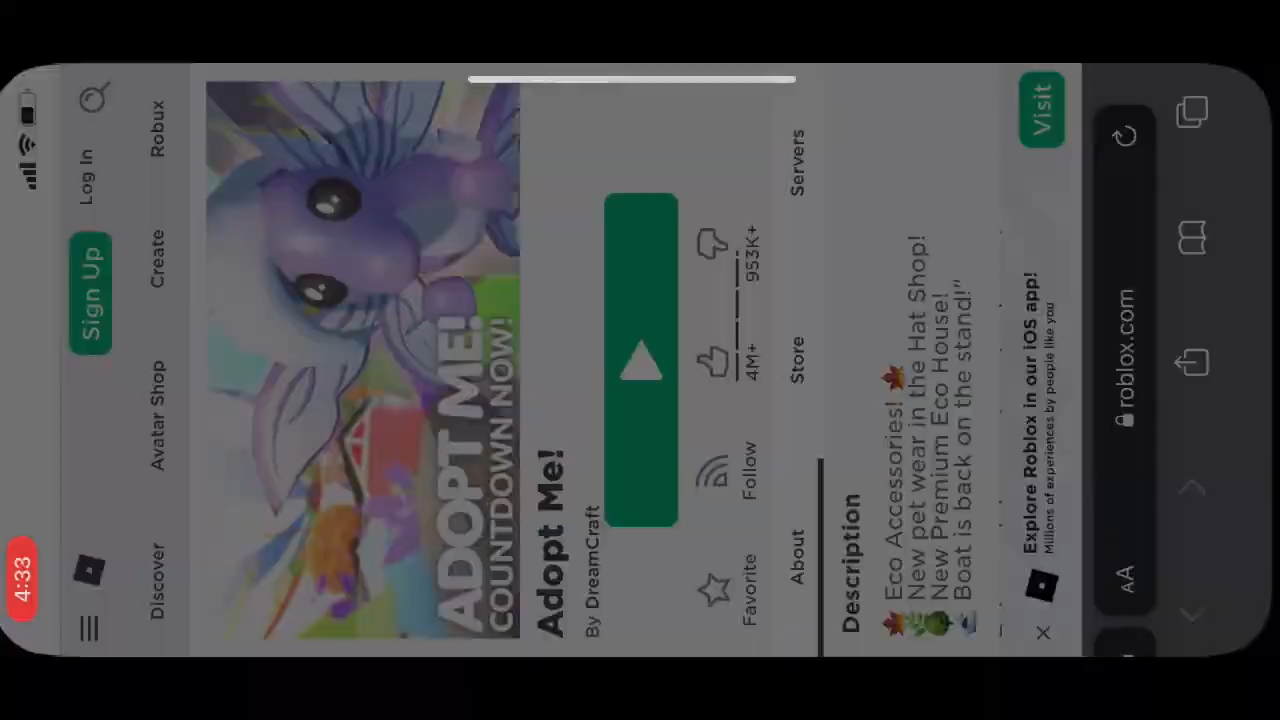 4:33
Sign Up
Log In
Discover
Avatar Shop
Create
Robux
ADOPT ME!
COUNTDOWN NOW!
Adopt Me!
By DreamCraft
Favorite
Follow
4M+
953K+
About
Store
Servers
Description
🍁 Eco Accessories! 🍁
🌿 New pet wear in the Hat Shop!
🌳 New Premium Eco House!
Boat is back on the stand!”
Explore Roblox in our iOS app!
Millions of experiences by people like you
Visit
AA
roblox.com